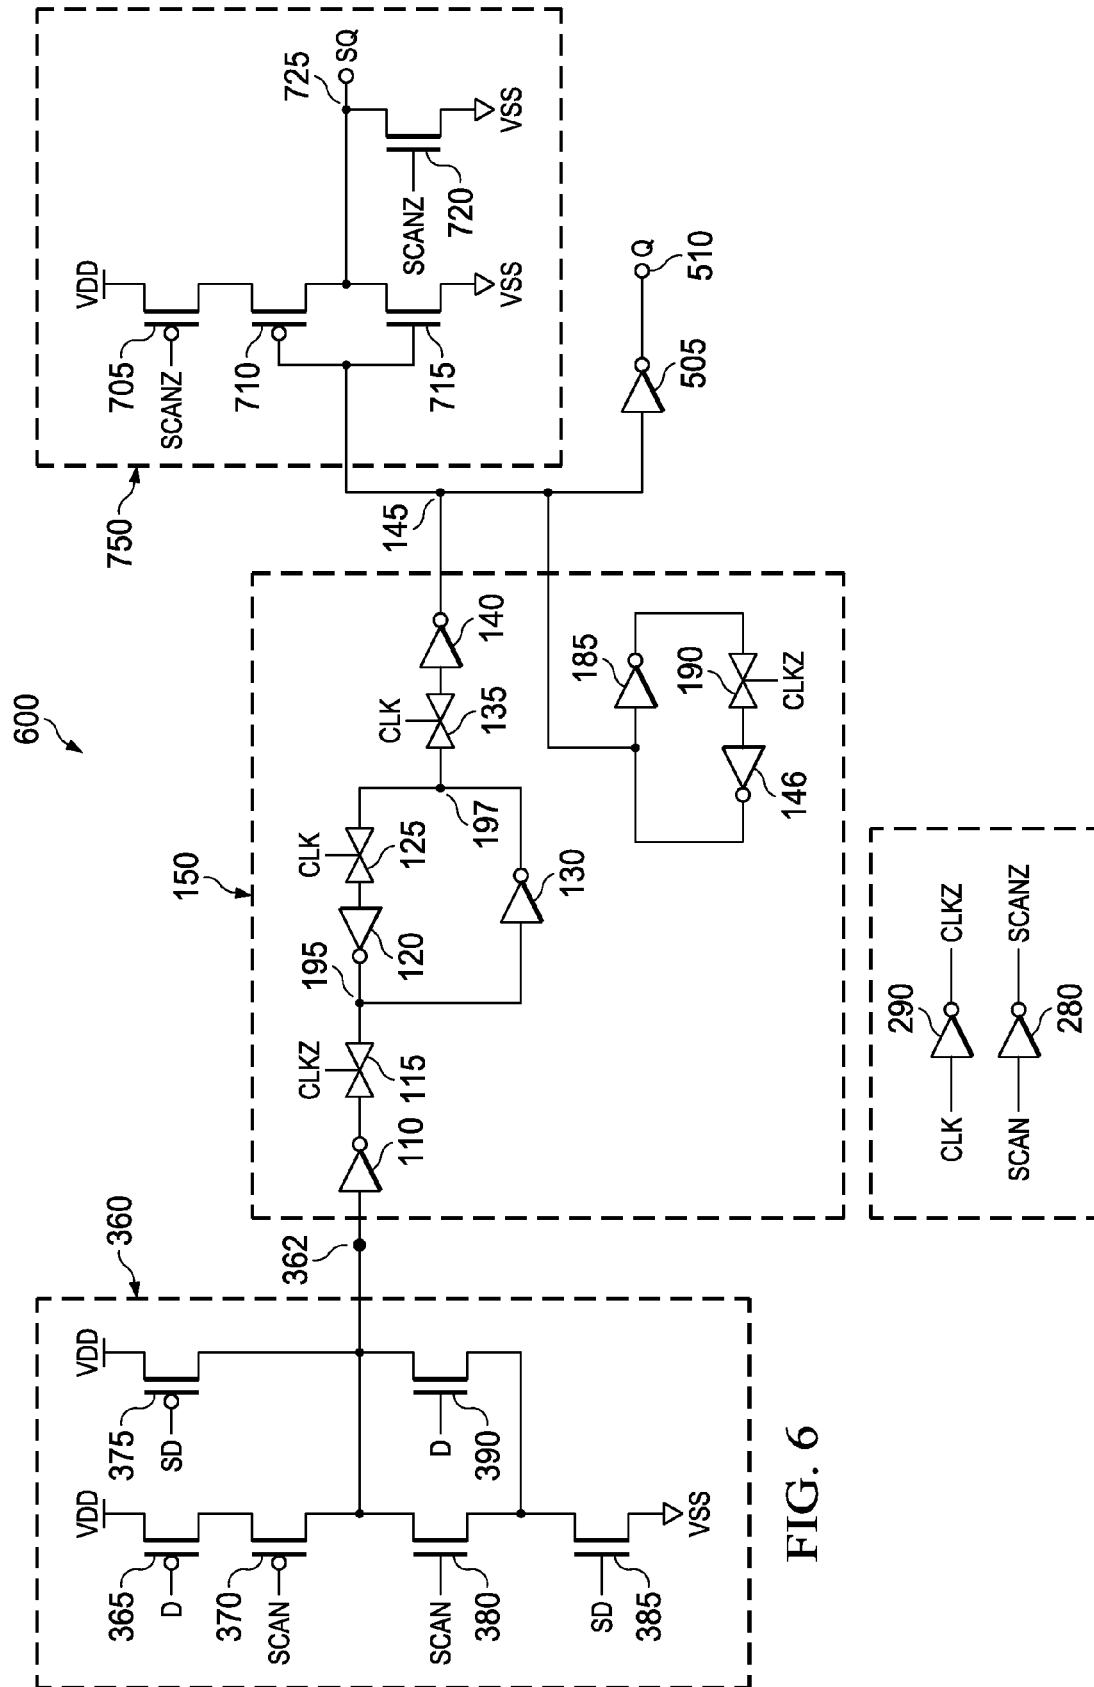 600
360
VDD
VDD
365
D
375
SD
370
SCAN
SCAN
380
D
390
SD
385
VSS
362
150
110
CLKZ
115
195
120
CLK
125
130
197
CLK
135
140
185
190
CLKZ
146
145
750
VDD
705
SCANZ
710
715
VSS
725
SQ
SCANZ
720
VSS
505
Q
510
CLK
290
CLKZ
SCAN
280
SCANZ
FIG. 6